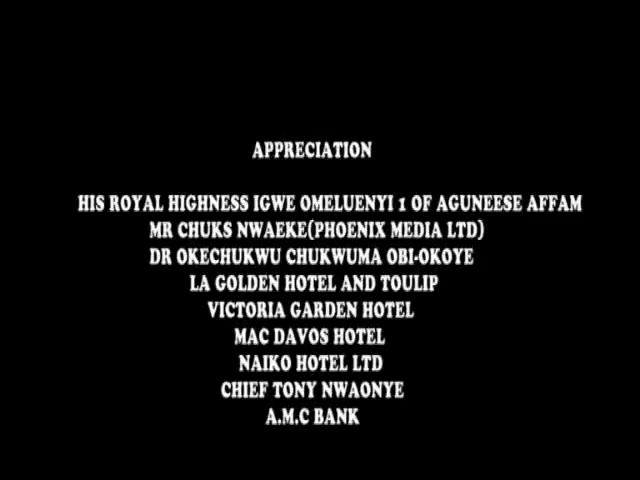 APPRECIATION
HIS ROYAL HIGHNESS IGWE OMELUENYI 1 OF AGUNEESE AFFAM
MR CHUKS NWAEKE(PHOENIX MEDIA LTD)
DR OKECHUKWU CHUKWUMA OBI-OKOYE
LA GOLDEN HOTEL AND TOULIP
VICTORIA GARDEN HOTEL
MAC DAVOS HOTEL
NAIKO HOTEL LTD
CHIEF TONY NWAONYE
A.M.C BANK